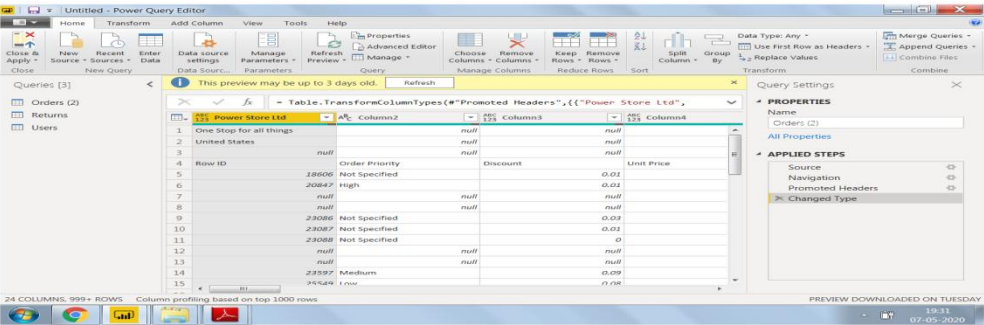 Untitled - Power Query Editor
Home Transform Add Column View Tools Help
Close & Apply
New Source
Recent Sources
Enter Data
Data source settings
Manage Parameters
Refresh Preview
Properties
Advanced Editor
Manage
Choose Columns
Remove Columns
Keep Rows
Remove Rows
Split Column
Group By
Data Type: Any
Use First Row as Headers
Replace Values
Merge Queries
Append Queries
Combine Files
Close New Query Data Sourc... Parameters Query Manage Columns Reduce Rows Sort Transform Combine
Queries [3]
Orders (2)
Returns
Users
This preview may be up to 3 days old. Refresh
fx = Table.TransformColumnTypes(#"Promoted Headers",{{"Power Store Ltd",
ABC 123 Power Store Ltd ABC Column2 ABC 123 Column3 ABC 123 Column4
1 One Stop for all things null null
2 United States null null
3 null null null
4 Row ID Order Priority Discount Unit Price
5 18606 Not Specified 0.01
6 20847 High 0.01
7 null null null
8 null null null
9 23086 Not Specified 0.03
10 23087 Not Specified 0.01
11 23088 Not Specified 0
12 null null null
13 null null null
14 23597 Medium 0.09
15 25549 Low 0.08
Query Settings
PROPERTIES
Name
Orders (2)
All Properties
APPLIED STEPS
Source
Navigation
Promoted Headers
Changed Type
24 COLUMNS, 999+ ROWS Column profiling based on top 1000 rows PREVIEW DOWNLOADED ON TUESDAY
19:31
07-05-2020